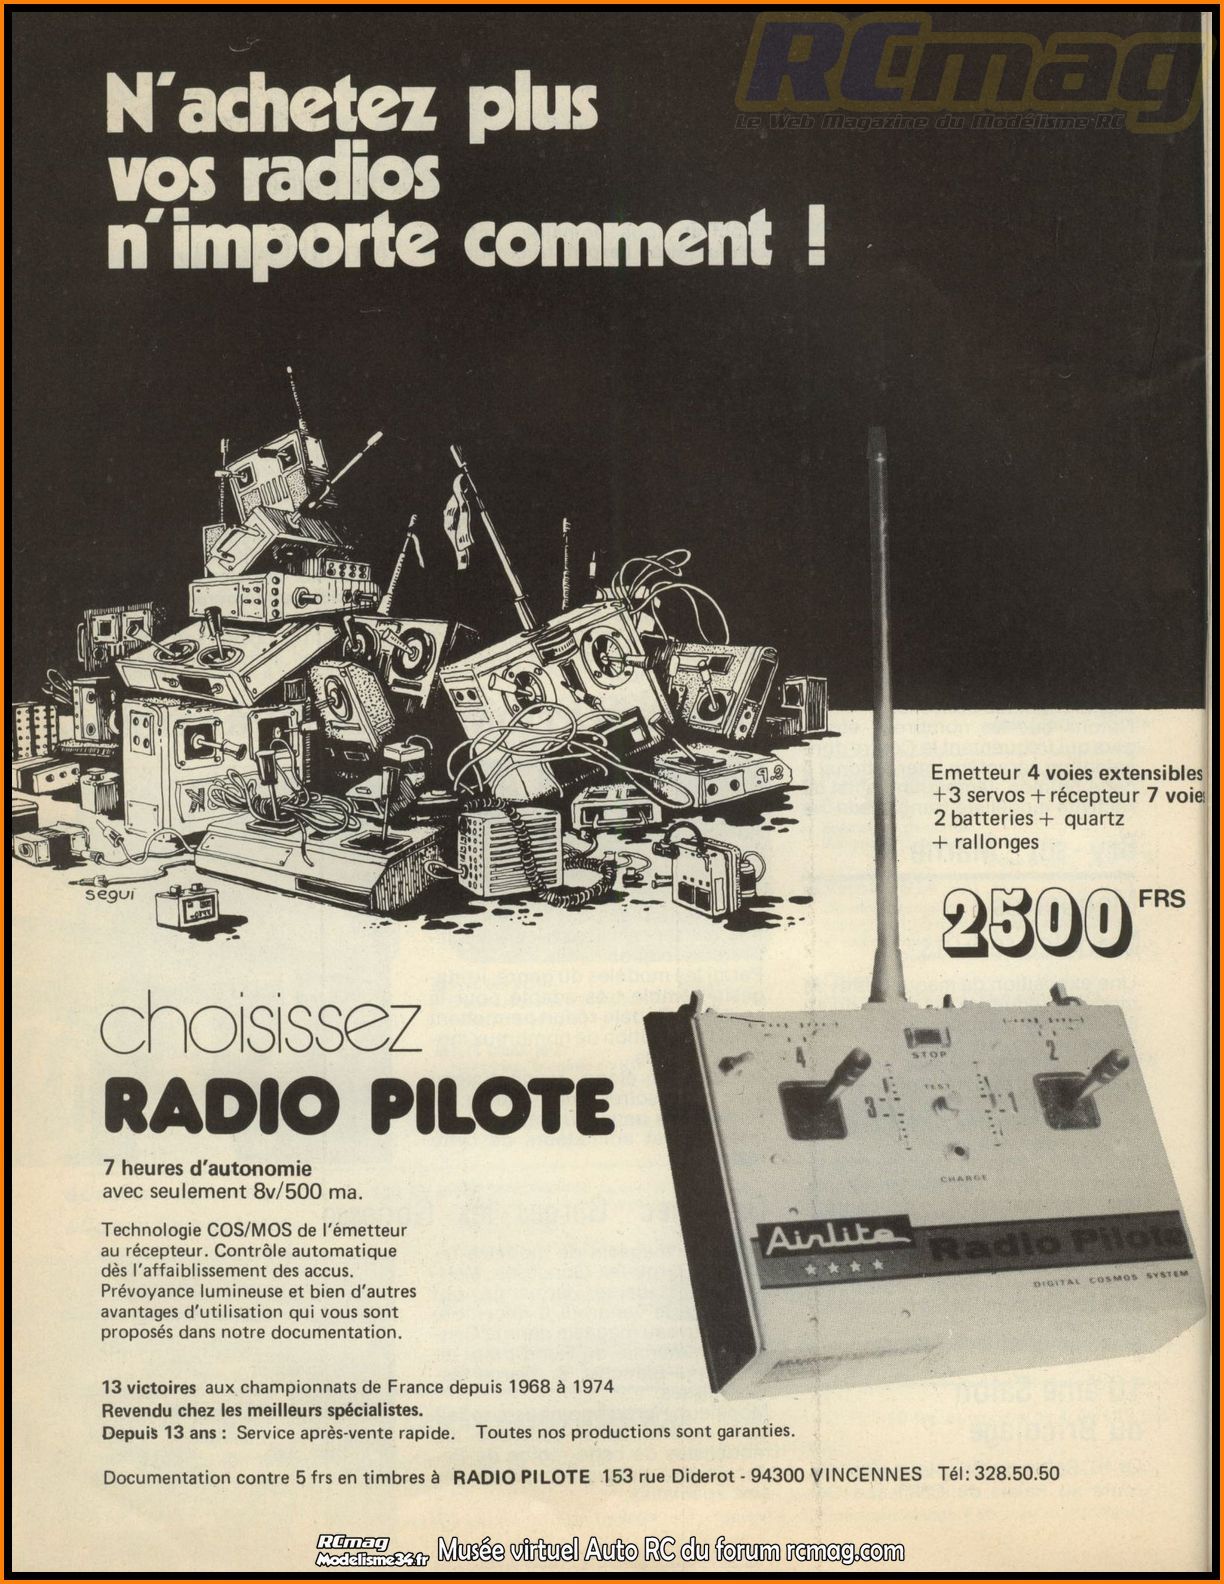 RCmag
Le Web Magazine du Modélisme RC
N'achetez plus
vos radios
n'importe comment !
segui
Emetteur 4 voies extensibles
+3 servos + récepteur 7 voie
2 batteries + quartz
+ rallonges
2500 FRS
choisissez
RADIO PILOTE
7 heures d'autonomie
avec seulement 8v/500 ma.
Technologie COS/MOS de l'émetteur
au récepteur. Contrôle automatique
dès l'affaiblissement des accus.
Prévoyance lumineuse et bien d'autres
avantages d'utilisation qui vous sont
proposés dans notre documentation.
4
STOP
2
TEST
3
1
CHARGE
Airlite
Radio Pilote
DIGITAL COSMOS SYSTEM
13 victoires aux championnats de France depuis 1968 à 1974
Revendu chez les meilleurs spécialistes.
Depuis 13 ans : Service après-vente rapide. Toutes nos productions sont garanties.
Documentation contre 5 frs en timbres à RADIO PILOTE 153 rue Diderot - 94300 VINCENNES Tél: 328.50.50
RCmag
Modelisme34.fr
Musée virtuel Auto RC du forum rcmag.com